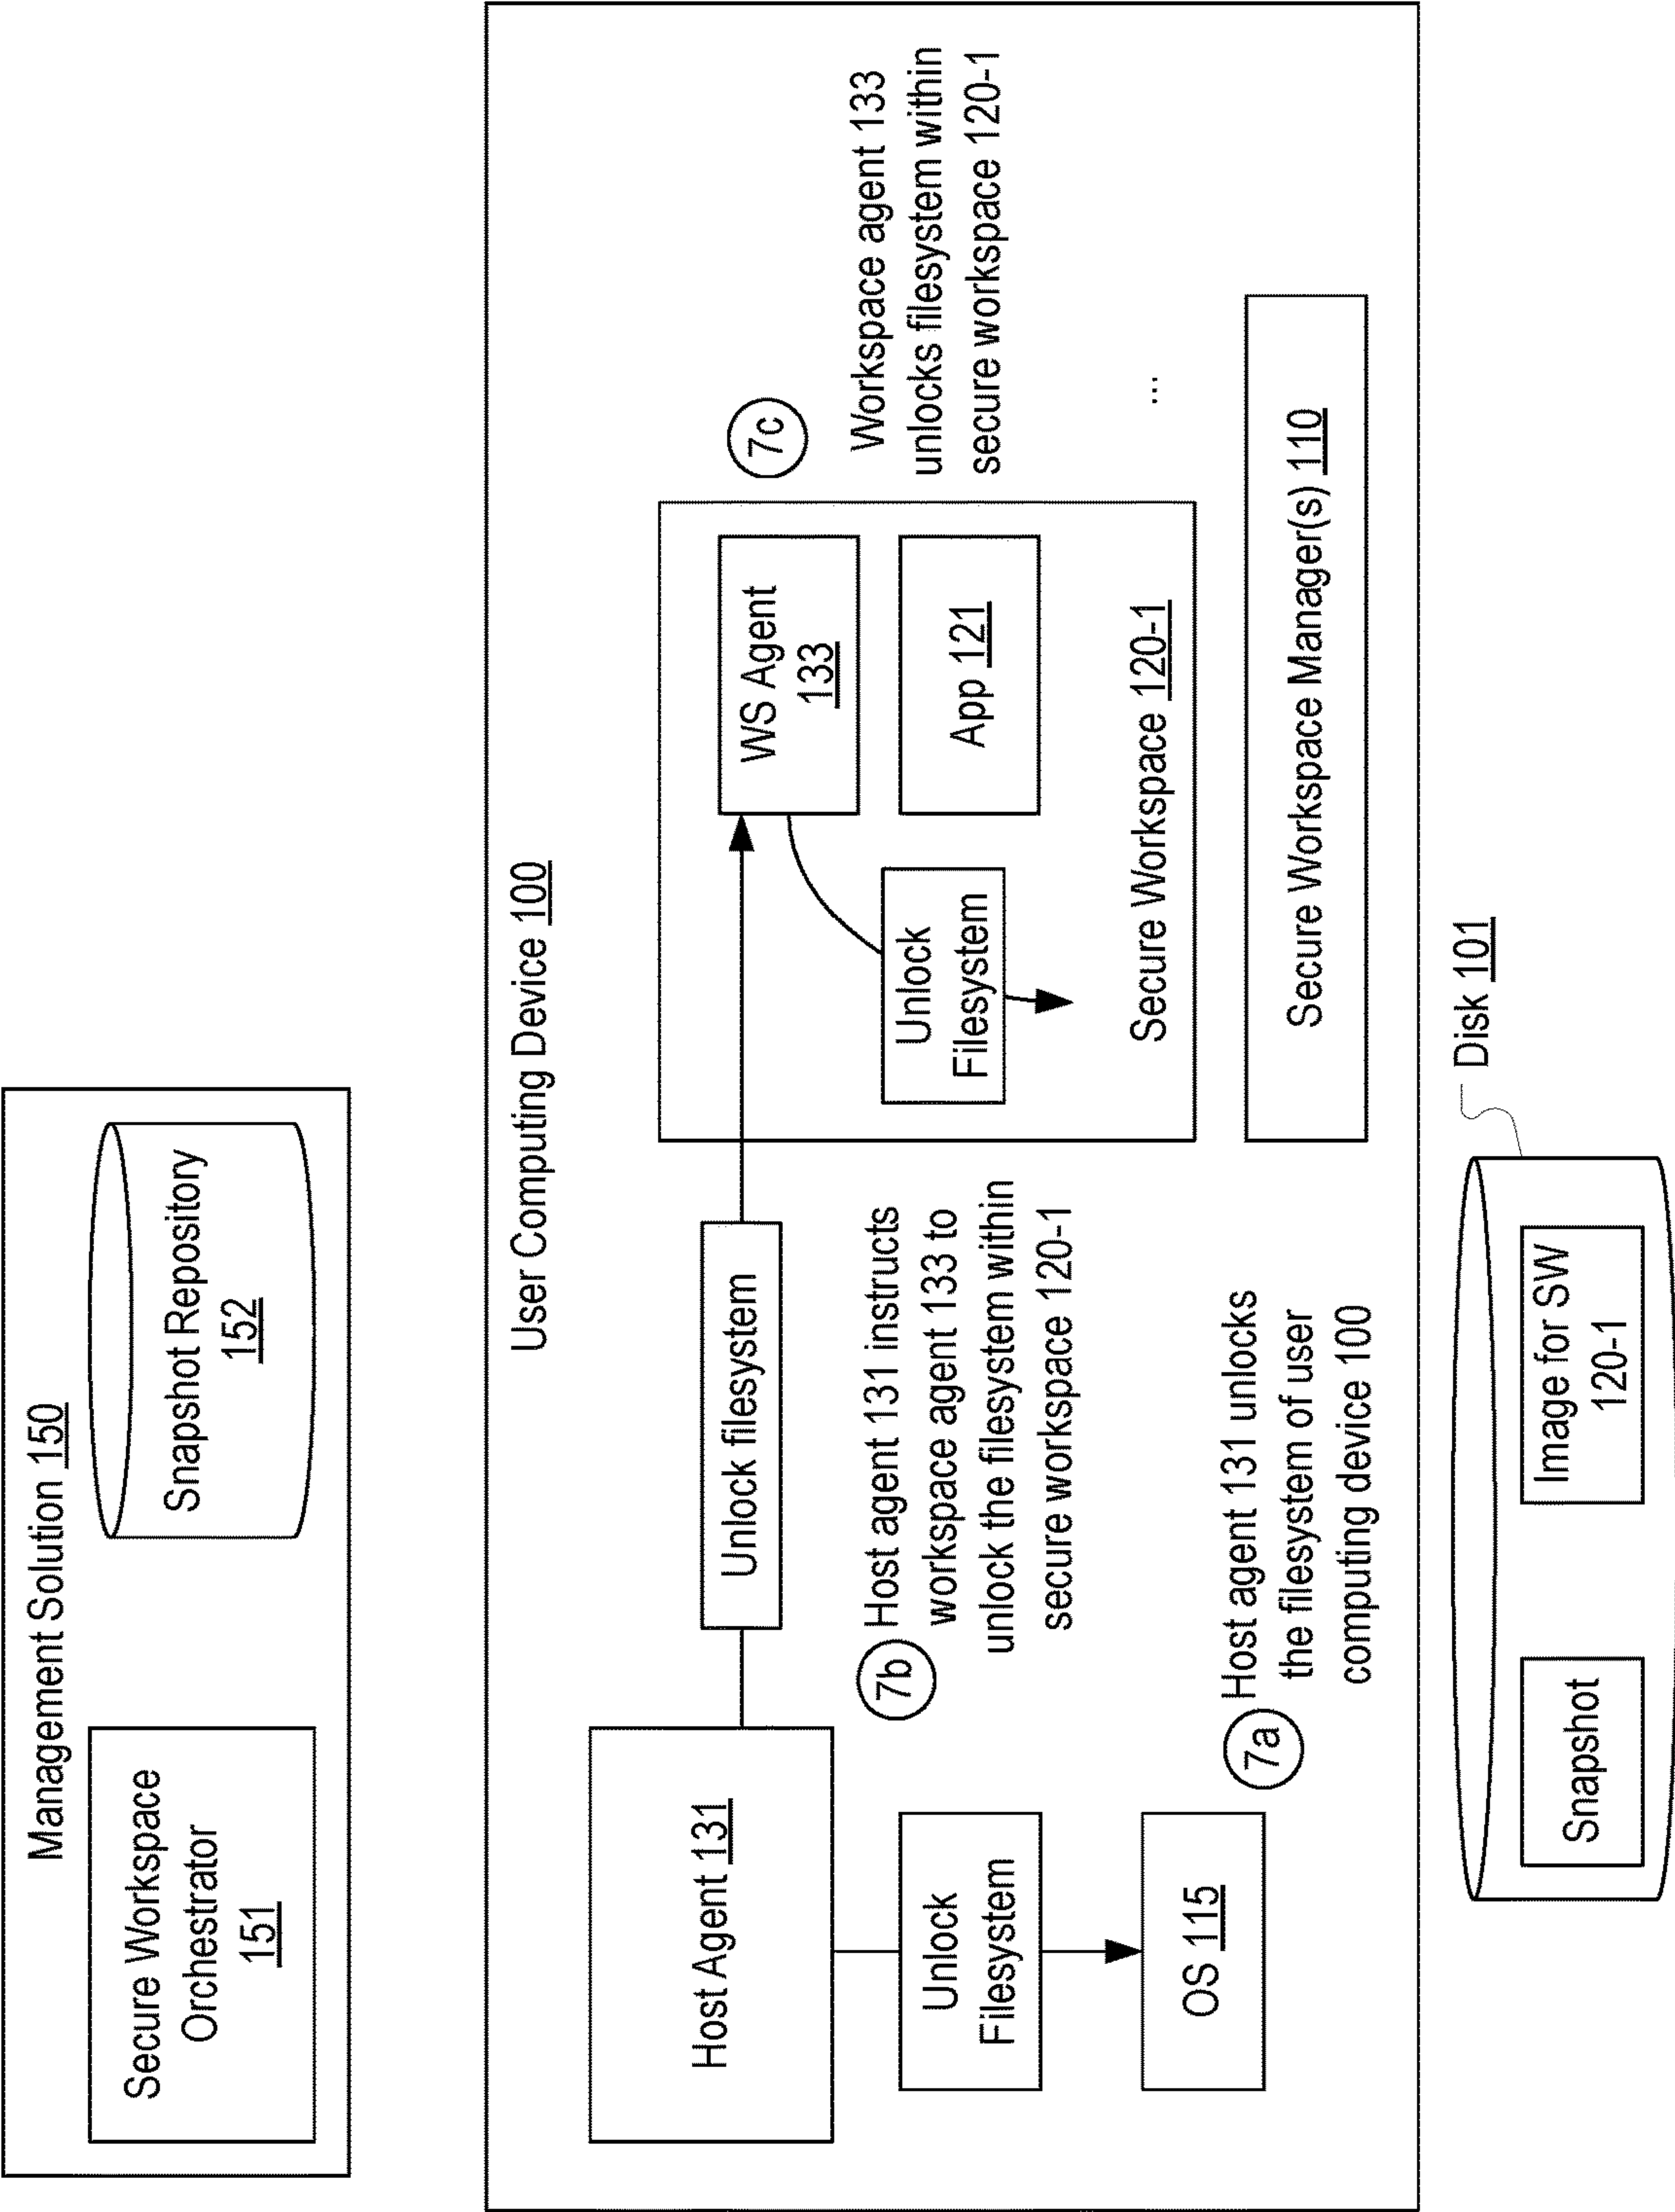 Management Solution 150
Secure Workspace
Orchestrator
151
Snapshot Repository
152
User Computing Device 100
Host Agent 131
Unlock filesystem
WS Agent
133
7c
Workspace agent 133
unlocks filesystem within
secure workspace 120-1
7b
Host agent 131 instructs
workspace agent 133 to
unlock the filesystem within
secure workspace 120-1
Unlock
Filesystem
App 121
Unlock
Filesystem
Secure Workspace 120-1
...
OS 115
7a
Host agent 131 unlocks
the filesystem of user
computing device 100
Secure Workspace Manager(s) 110
Disk 101
Snapshot
Image for SW
120-1